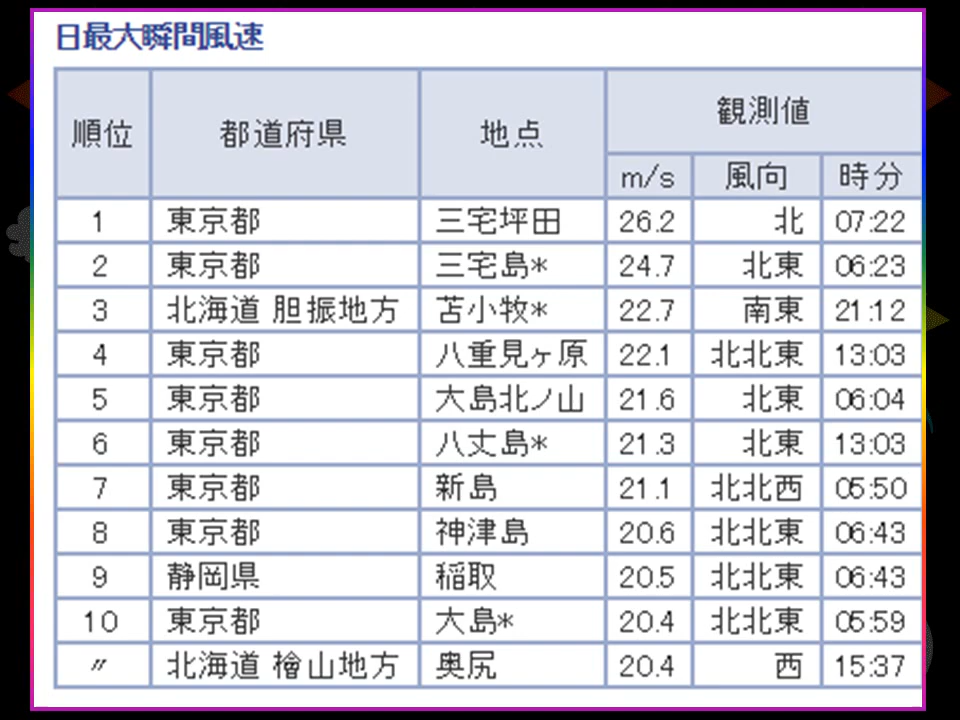 日最大瞬間風速
順位 都道府県 地点 観測値
m/s 風向 時分
1 東京都 三宅坪田 26.2 北 07:22
2 東京都 三宅島* 24.7 北東 06:23
3 北海道 胆振地方 苫小牧* 22.7 南東 21:12
4 東京都 八重見ヶ原 22.1 北北東 13:03
5 東京都 大島北ノ山 21.6 北東 06:04
6 東京都 八丈島* 21.3 北東 13:03
7 東京都 新島 21.1 北北西 05:50
8 東京都 神津島 20.6 北北東 06:43
9 静岡県 稲取 20.5 北北東 06:43
10 東京都 大島* 20.4 北北東 05:59
〃 北海道 檜山地方 奥尻 20.4 西 15:37